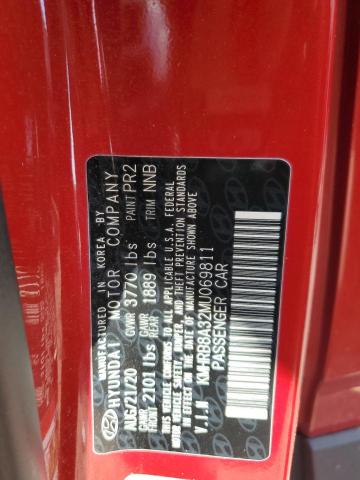 MANUFACTURED IN KOREA BY
HYUNDAI MOTOR COMPANY
AUG/21/20 GVWR 3770 lbs PAINT PR2
GAWR FRONT 2101 lbs GAWR REAR 1889 lbs TRIM NNB
THIS VEHICLE CONFORMS TO ALL APPLICABLE U.S.A. FEDERAL
MOTOR VEHICLE SAFETY, BUMPER, AND THEFT PREVENTION STANDARDS
IN EFFECT ON THE DATE OF MANUFACTURE SHOWN ABOVE
V.I.N KMHRB8A32MU069811
PASSENGER CAR